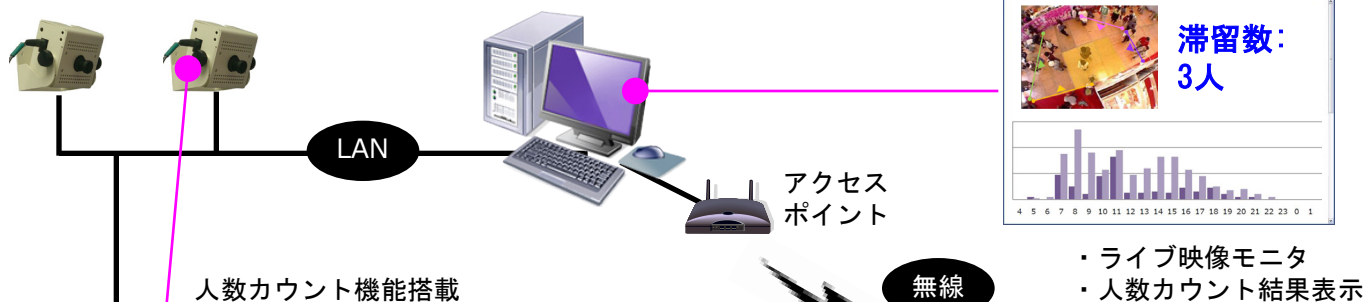 滞留数:
3人
LAN
アクセス
ポイント
4 5 6 7 8 9 10 11 12 13 14 15 16 17 18 19 20 21 22 23 0 1
人数カウント機能搭載
無線
・ライブ映像モニタ
・人数カウント結果表示